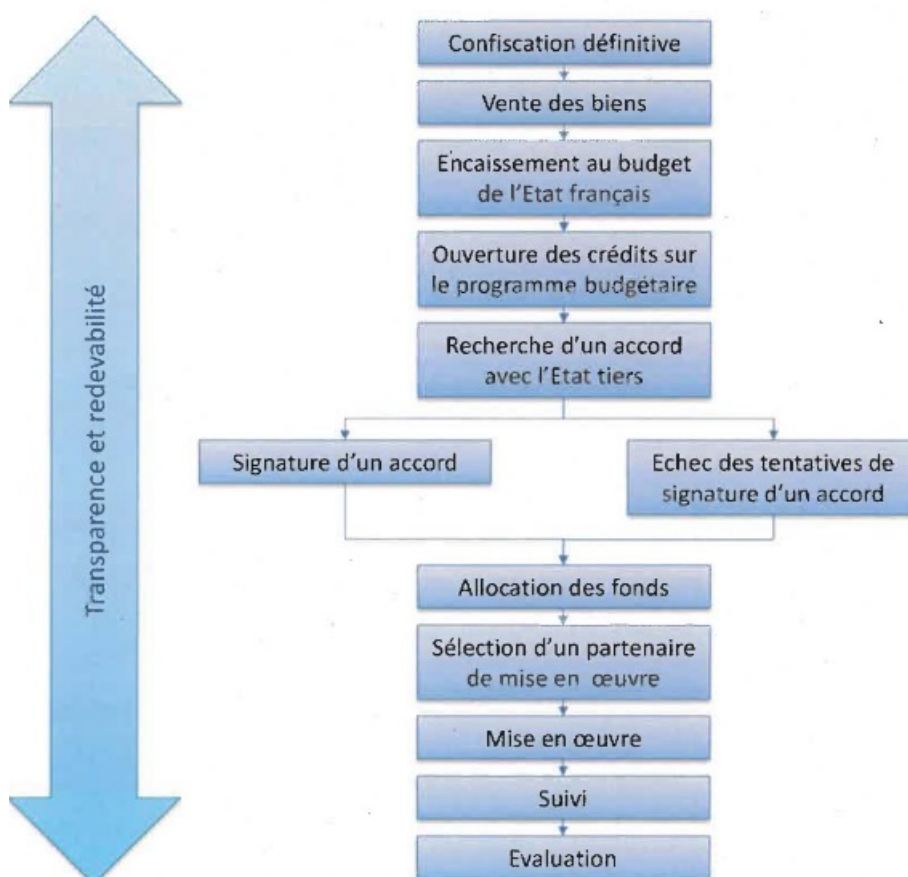 Transparence et redevabilité
Confiscation définitive
Vente des biens
Encaissement au budget
de l'Etat français
Ouverture des crédits sur
le programme budgétaire
Recherche d'un accord
avec l'Etat tiers
Signature d'un accord
Echec des tentatives de
signature d'un accord
Allocation des fonds
Sélection d'un partenaire
de mise en œuvre
Mise en œuvre
Suivi
Evaluation